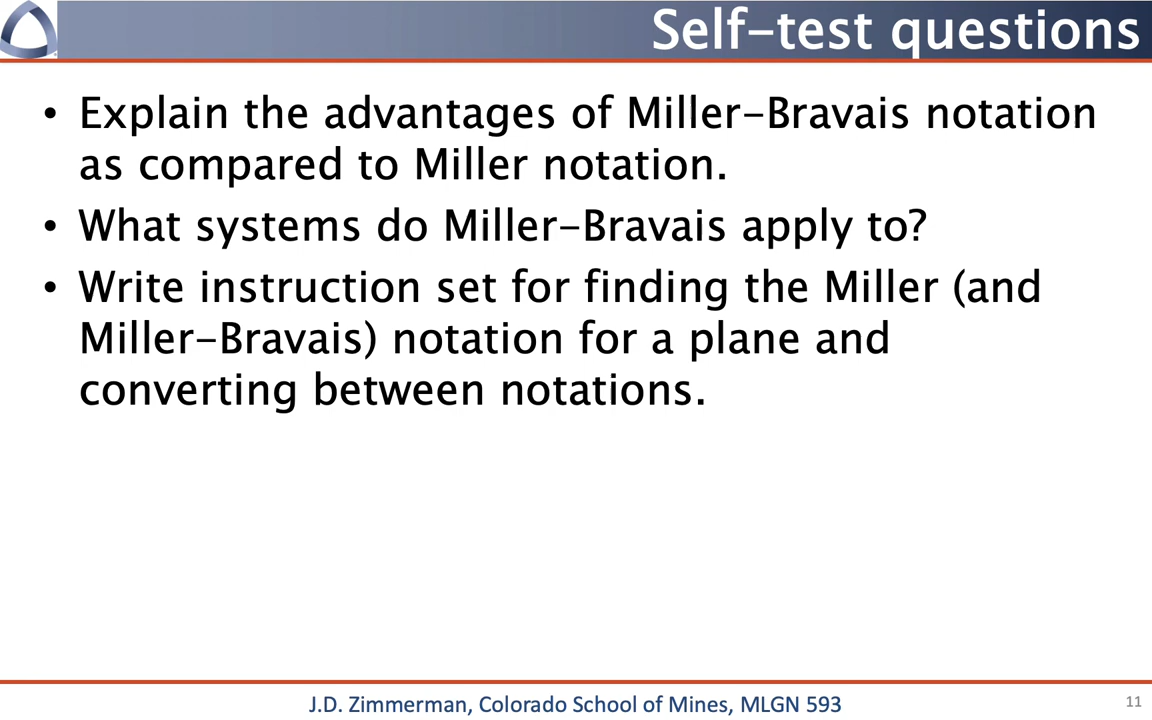 Self-test questions
• Explain the advantages of Miller-Bravais notation
as compared to Miller notation.
• What systems do Miller-Bravais apply to?
• Write instruction set for finding the Miller (and
Miller-Bravais) notation for a plane and
converting between notations.
J.D. Zimmerman, Colorado School of Mines, MLGN 593
11